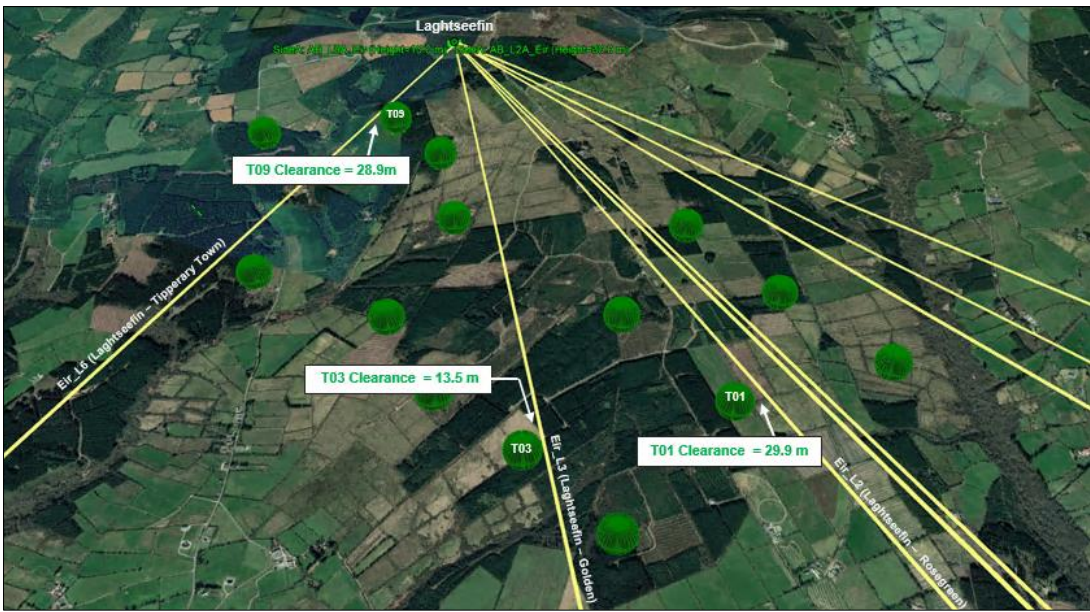 Laghtseefin
T09
T09 Clearance = 28.9m
Eir_L6 (Laghtseefin – Tipperary Town)
T03 Clearance = 13.5 m
T01
T03
T01 Clearance = 29.9 m
Eir_L3 (Laghtseefin – Golden)
Eir_L2 (Laghtseefin – Rosegreen)